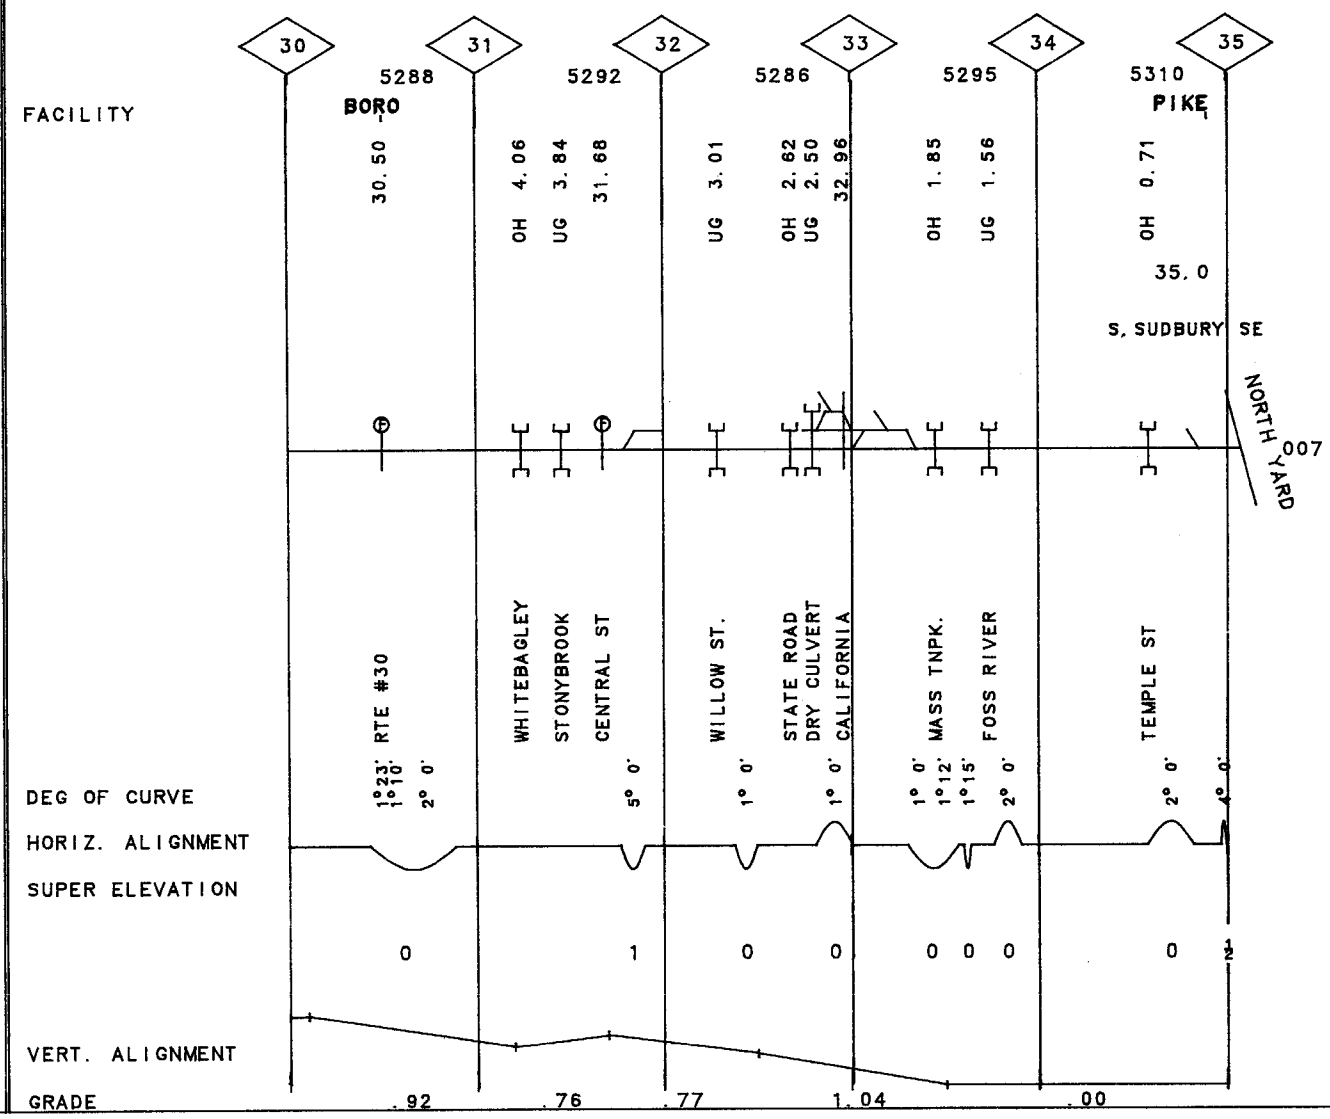 30 31 32 33 34 35
5288 5292 5286 5295 5310
FACILITY BORO PIKE
30.50
OH 4.06
UG 3.84
31.68
UG 3.01
OH 2.62
UG 2.50
32.96
OH 1.85
UG 1.56
OH 0.71
35.0
S. SUDBURY SE
F F
NORTH YARD
007
RTE #30
WHITEBAGLEY
STONYBROOK
CENTRAL ST
WILLOW ST.
STATE ROAD
DRY CULVERT
CALIFORNIA
MASS TNPK.
FOSS RIVER
TEMPLE ST
DEG OF CURVE
1°23'
1°10'
2° 0'
5° 0'
1° 0'
1° 0'
1° 0'
1°12'
1°15'
2° 0'
2° 0'
4° 0'
HORIZ. ALIGNMENT
SUPER ELEVATION
0 1 0 0 0 0 0 0 1/2
VERT. ALIGNMENT
GRADE .92 .76 .77 1.04 .00